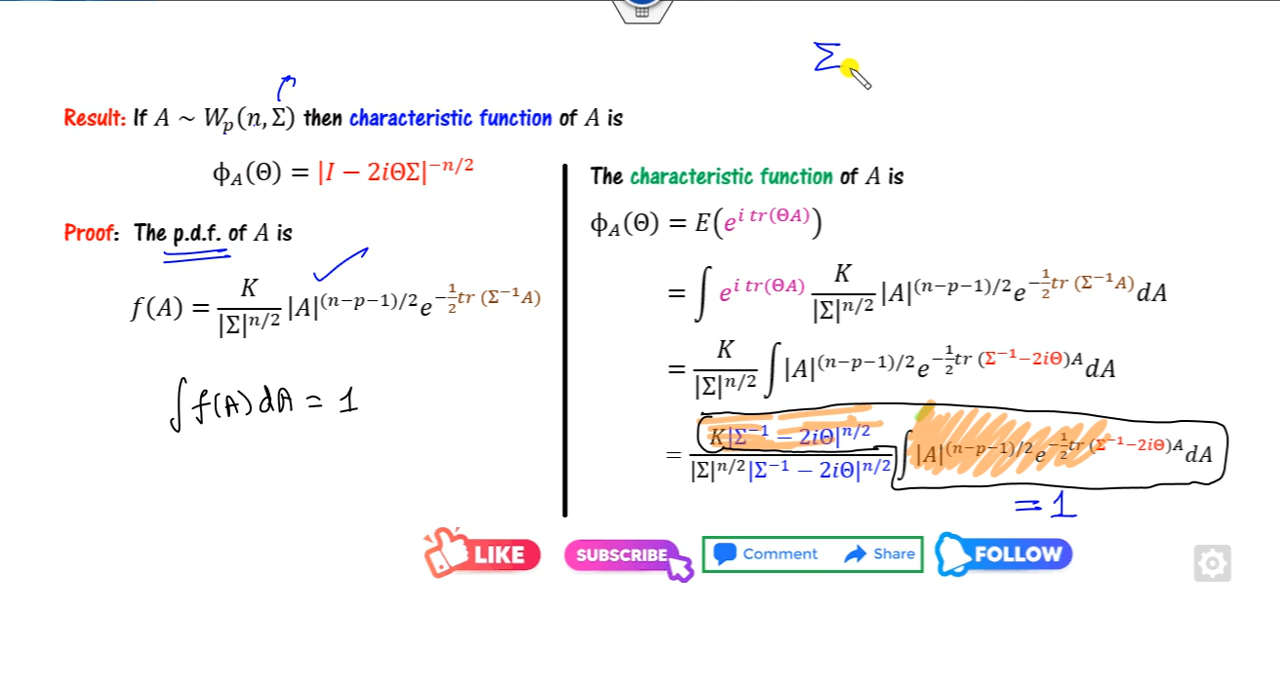 Σ
Result: If A ~ Wₚ(n, Σ) then characteristic function of A is
ϕ_A(Θ) = |I − 2iΘΣ|^{−n/2}
Proof: The p.d.f. of A is
f(A) = K/|Σ|^{n/2} |A|^{(n−p−1)/2} e^{−½tr (Σ^{−1}A)}
∫ f(A) dA = 1
The characteristic function of A is
ϕ_A(Θ) = E(e^{i tr(ΘA)})
= ∫ e^{i tr(ΘA)} K/|Σ|^{n/2} |A|^{(n−p−1)/2} e^{−½tr (Σ^{−1}A)} dA
= K/|Σ|^{n/2} ∫ |A|^{(n−p−1)/2} e^{−½tr (Σ^{−1}−2iΘ)A} dA
= K|Σ^{−1} − 2iΘ|^{n/2}/|Σ|^{n/2}|Σ^{−1} − 2iΘ|^{n/2} ∫ |A|^{(n−p−1)/2} e^{−½tr (Σ^{−1}−2iΘ)A} dA
= 1
LIKE
SUBSCRIBE
Comment
Share
FOLLOW